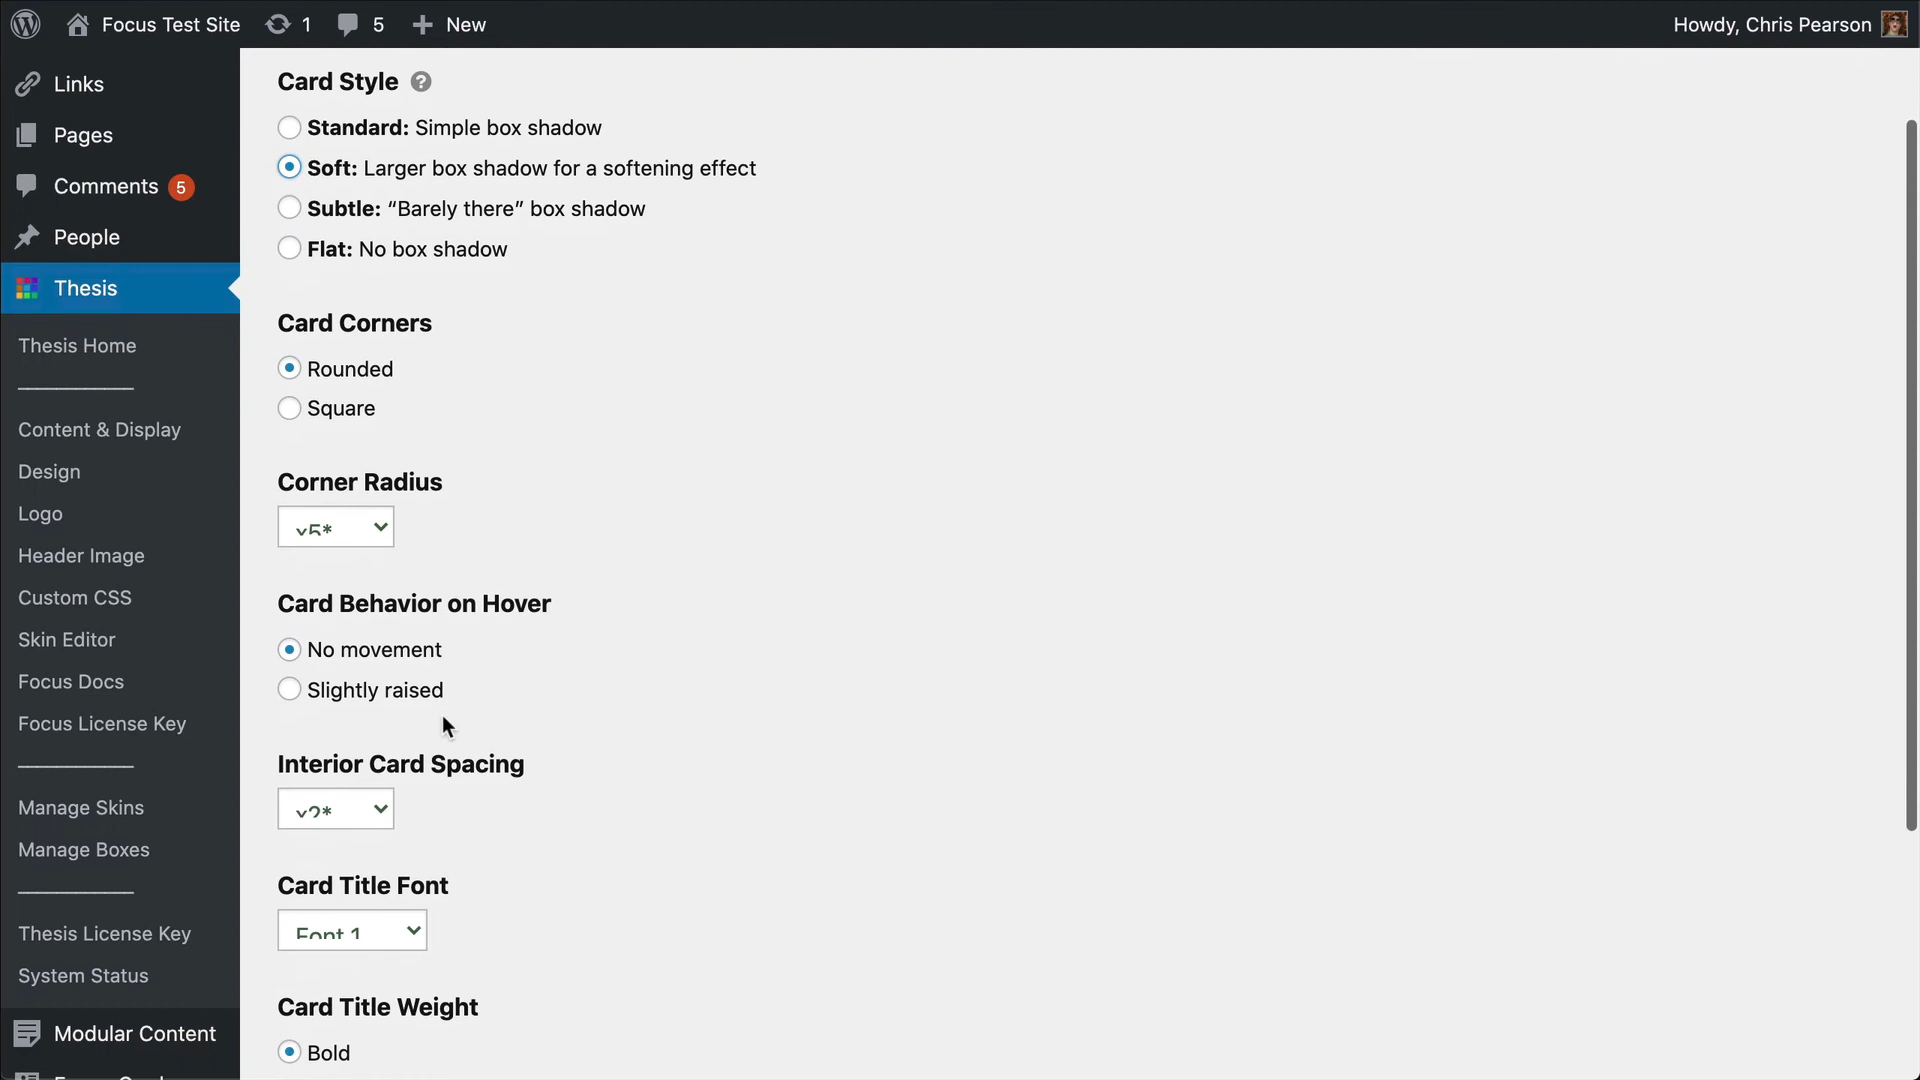 Focus Test Site 1 5 New Howdy, Chris Pearson
Links
Pages
Comments 5
People
Thesis
Thesis Home
Content & Display
Design
Logo
Header Image
Custom CSS
Skin Editor
Focus Docs
Focus License Key
Manage Skins
Manage Boxes
Thesis License Key
System Status
Modular Content
Card Style ?
Standard: Simple box shadow
Soft: Larger box shadow for a softening effect
Subtle: “Barely there” box shadow
Flat: No box shadow
Card Corners
Rounded
Square
Corner Radius
x5*
Card Behavior on Hover
No movement
Slightly raised
Interior Card Spacing
x2*
Card Title Font
Font 1
Card Title Weight
Bold